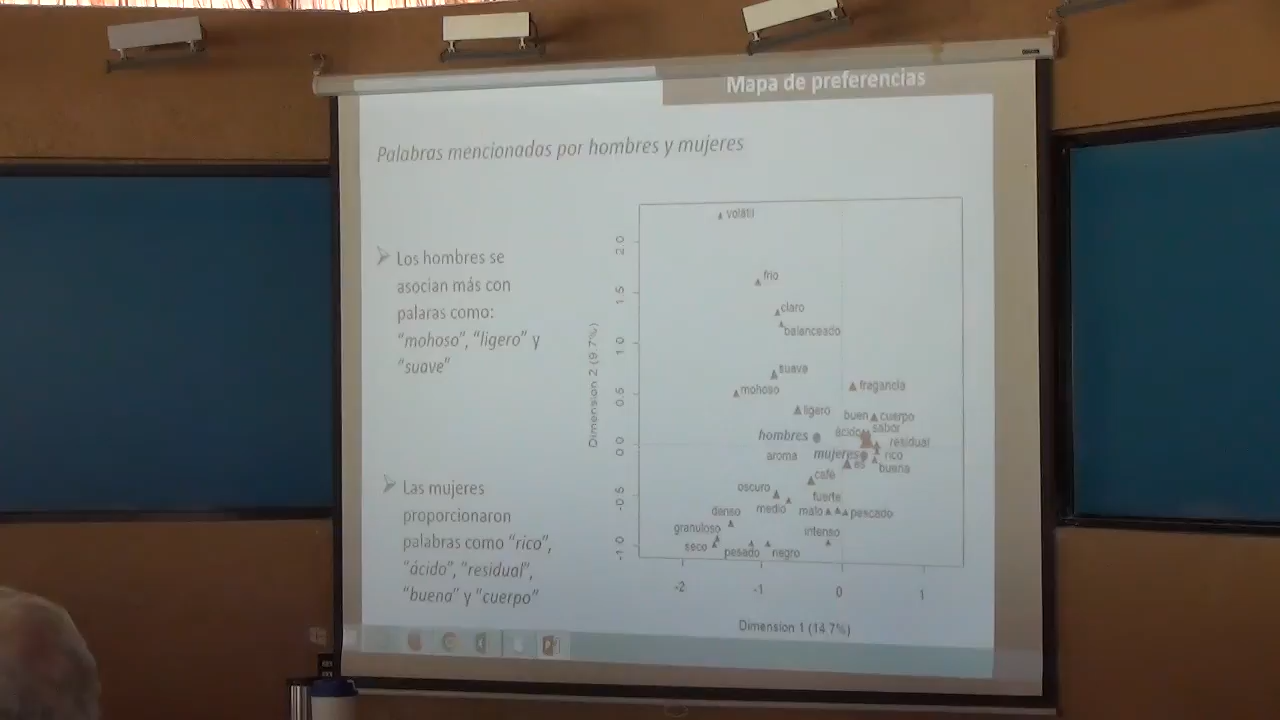 Mapa de preferencias
Palabras mencionadas por hombres y mujeres
Los hombres se
asocian más con
palaras como:
"mohoso", "ligero" y
"suave"
Las mujeres
proporcionaron
palabras como "rico",
"ácido", "residual",
"buena" y "cuerpo"
volátil
frio
claro
balanceado
suave
mohoso
fragancia
ligero
buen
cuerpo
ácido
sabor
hombres
residual
aroma
mujeres
rico
es
buena
café
oscuro
fuerte
medio
malo
pescado
denso
granuloso
intenso
seco
pesado
negro
Dimension 2 (9.7%)
2.0
1.5
1.0
0.5
0.0
-0.5
-1.0
-2
-1
0
1
Dimension 1 (14.7%)